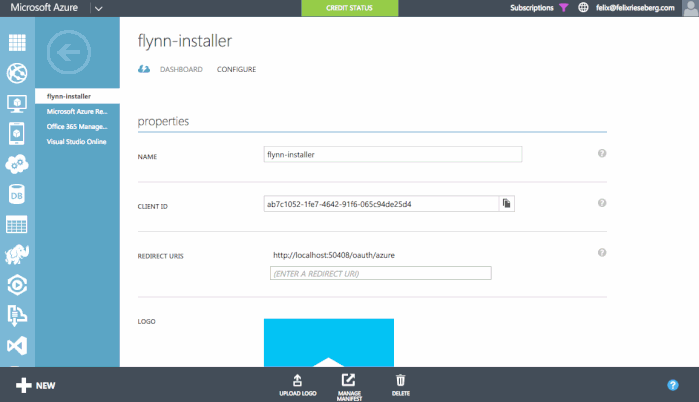 Microsoft Azure
CREDIT STATUS
Subscriptions
felix@felixrieseberg.com
flynn-installer
DASHBOARD
CONFIGURE
flynn-installer
Microsoft Azure Re...
Office 365 Manage...
Visual Studio Online
properties
NAME
flynn-installer
?
CLIENT ID
ab7c1052-1fe7-4642-91f6-065c94de25d4
?
REDIRECT URIS
http://localhost:50408/oauth/azure
?
(ENTER A REDIRECT URI)
LOGO
DB
NEW
UPLOAD LOGO
MANAGE
MANIFEST
DELETE
?